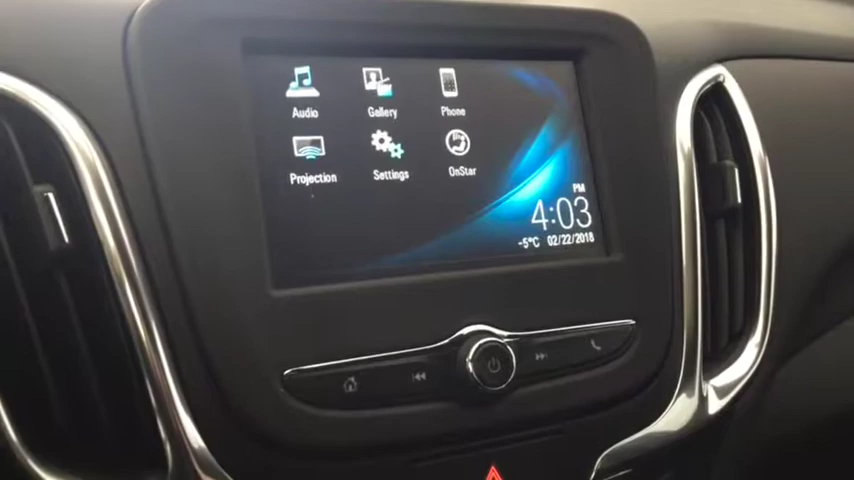 Audio
Gallery
Phone
Projection
Settings
OnStar
PM
4:03
-5°C 02/22/2018